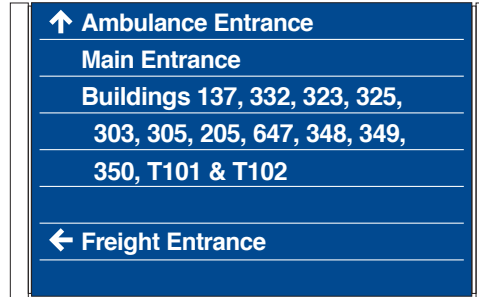 ↑ Ambulance Entrance
Main Entrance
Buildings 137, 332, 323, 325,
303, 305, 205, 647, 348, 349,
350, T101 & T102
← Freight Entrance